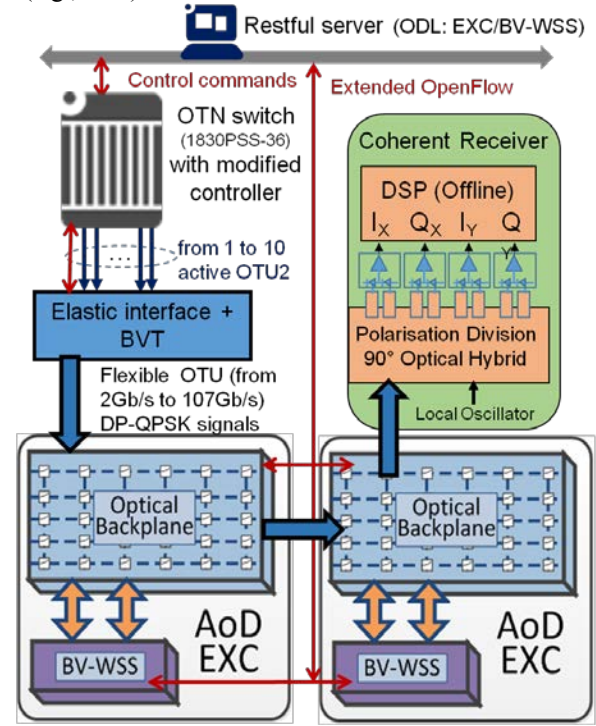 Restful server (ODL: EXC/BV-WSS)
Control commands
Extended OpenFlow
OTN switch
(1830PSS-36)
with modified
controller
from 1 to 10
active OTU2
...
Elastic interface +
BVT
Flexible OTU (from
2Gb/s to 107Gb/s)
DP-QPSK signals
Coherent Receiver
DSP (Offline)
IX QX IY Q
Y
Polarisation Division
90° Optical Hybrid
Local Oscillator
Optical
Backplane
AoD
EXC
BV-WSS
Optical
Backplane
AoD
EXC
BV-WSS